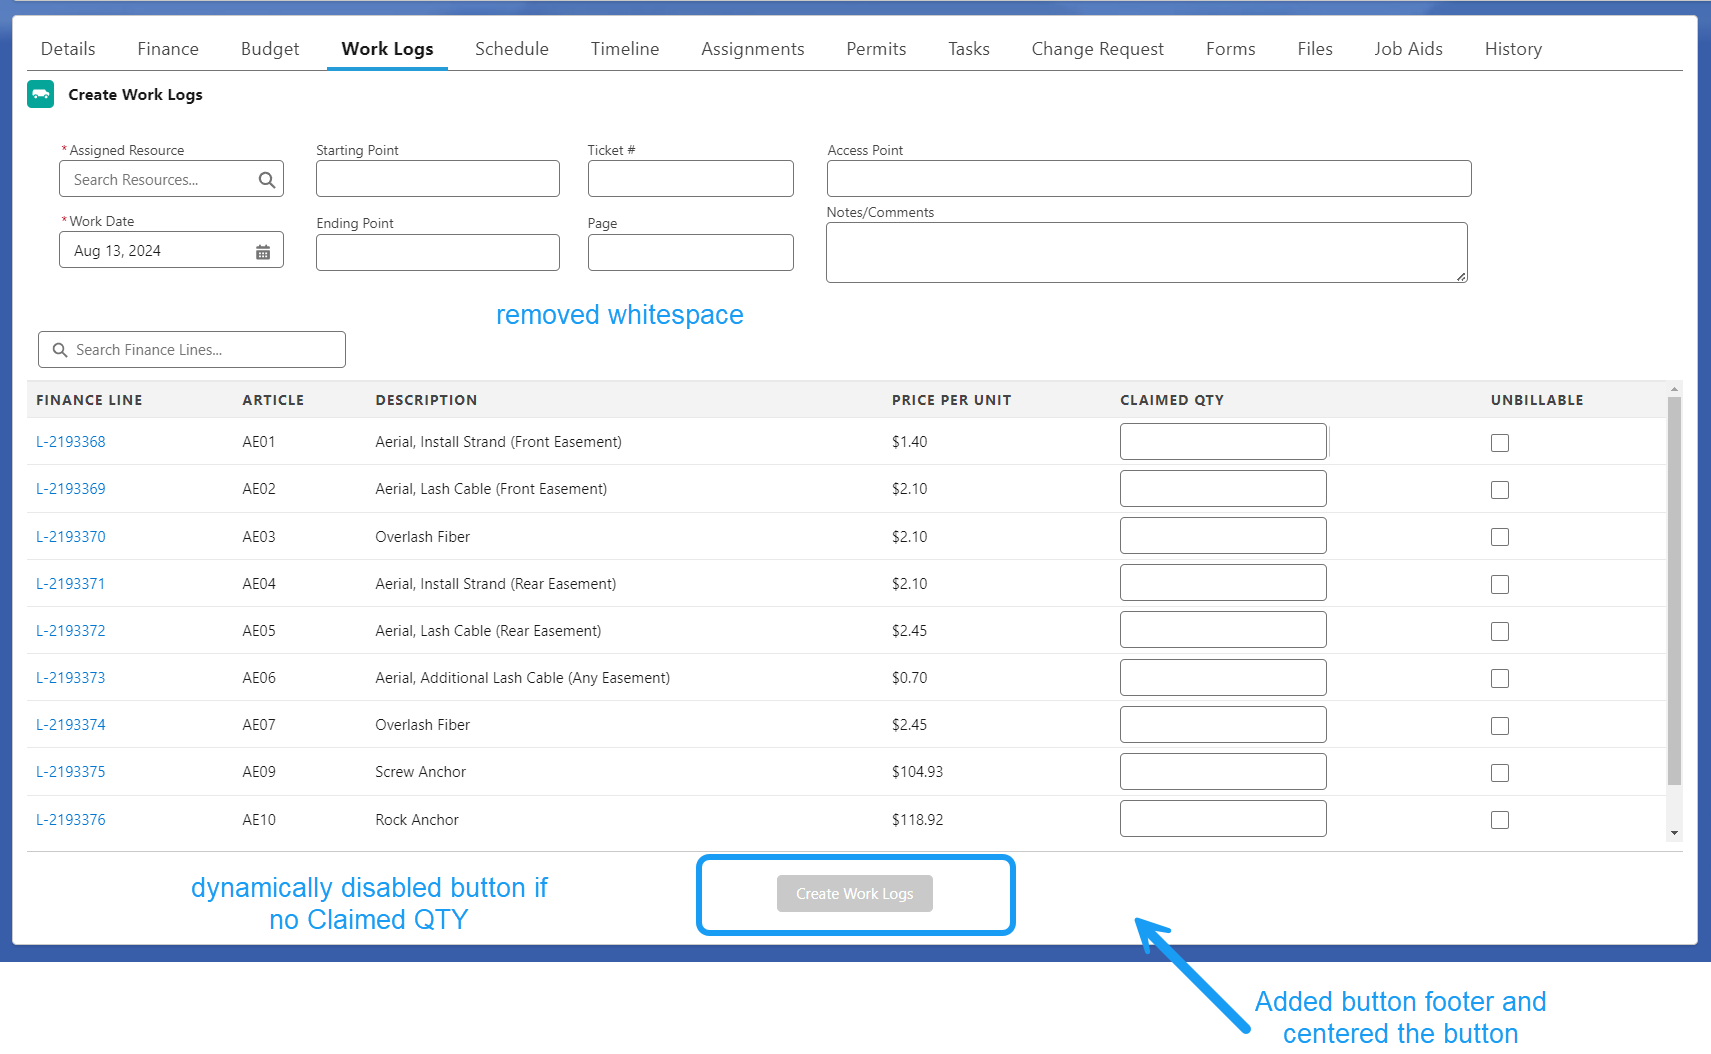 Details Finance Budget Work Logs Schedule Timeline Assignments Permits Tasks Change Request Forms Files Job Aids History
Create Work Logs
* Assigned Resource Starting Point Ticket # Access Point
Search Resources...
Notes/Comments
* Work Date Ending Point Page
Aug 13, 2024
removed whitespace
Search Finance Lines...
FINANCE LINE ARTICLE DESCRIPTION PRICE PER UNIT CLAIMED QTY UNBILLABLE
L-2193368 AE01 Aerial, Install Strand (Front Easement) $1.40
L-2193369 AE02 Aerial, Lash Cable (Front Easement) $2.10
L-2193370 AE03 Overlash Fiber $2.10
L-2193371 AE04 Aerial, Install Strand (Rear Easement) $2.10
L-2193372 AE05 Aerial, Lash Cable (Rear Easement) $2.45
L-2193373 AE06 Aerial, Additional Lash Cable (Any Easement) $0.70
L-2193374 AE07 Overlash Fiber $2.45
L-2193375 AE09 Screw Anchor $104.93
L-2193376 AE10 Rock Anchor $118.92
dynamically disabled button if
no Claimed QTY
Create Work Logs
Added button footer and
centered the button